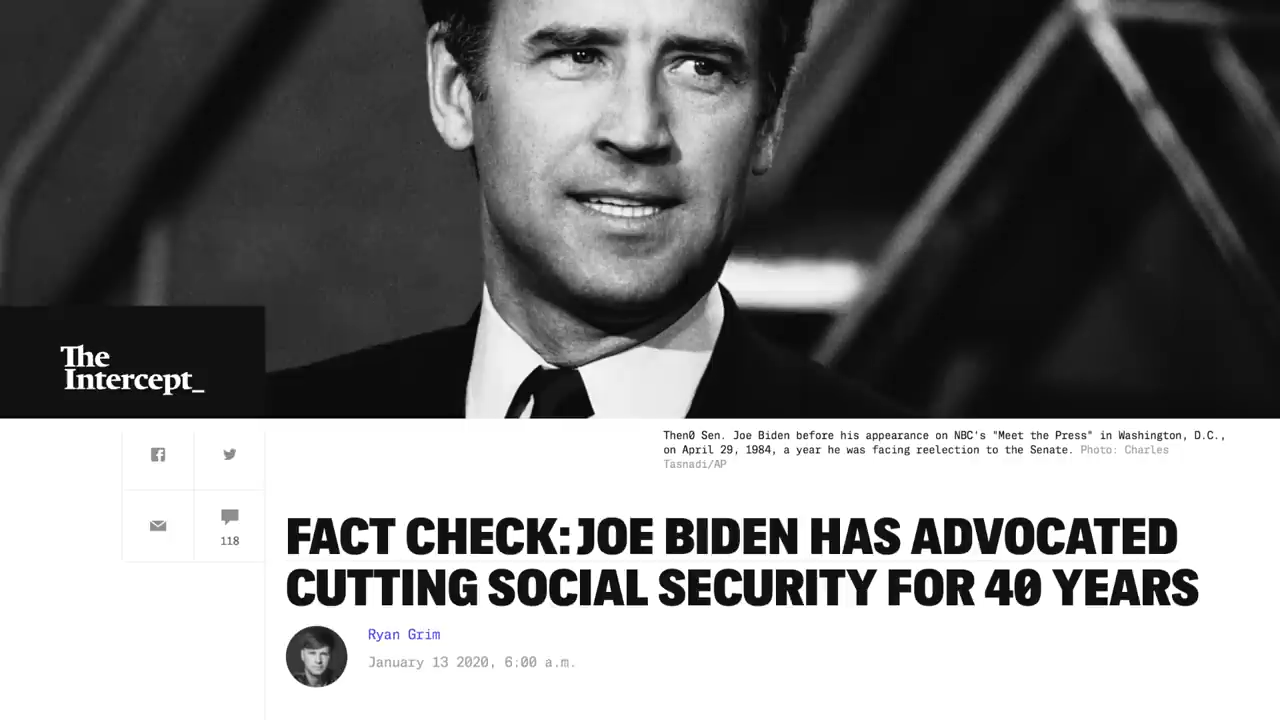 The
Intercept_
Then0 Sen. Joe Biden before his appearance on NBC's "Meet the Press" in Washington, D.C.,
on April 29, 1984, a year he was facing reelection to the Senate. Photo: Charles
Tasnadi/AP
118
FACT CHECK: JOE BIDEN HAS ADVOCATED
CUTTING SOCIAL SECURITY FOR 40 YEARS
Ryan Grim
January 13 2020, 6:00 a.m.